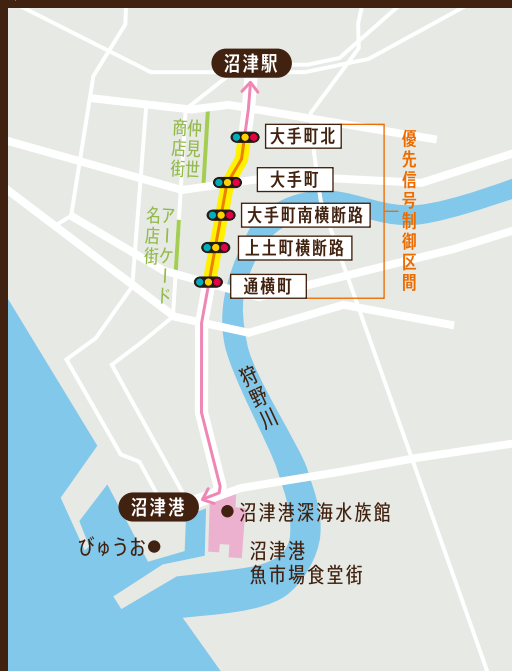 沼津駅
大手町北
仲見世
商店街
優先信号制御区間
大手町
大手町南横断路
アーケード
名店街
上土町横断路
通横町
狩野川
沼津港
沼津港深海水族館
びゅうお
沼津港
魚市場食堂街